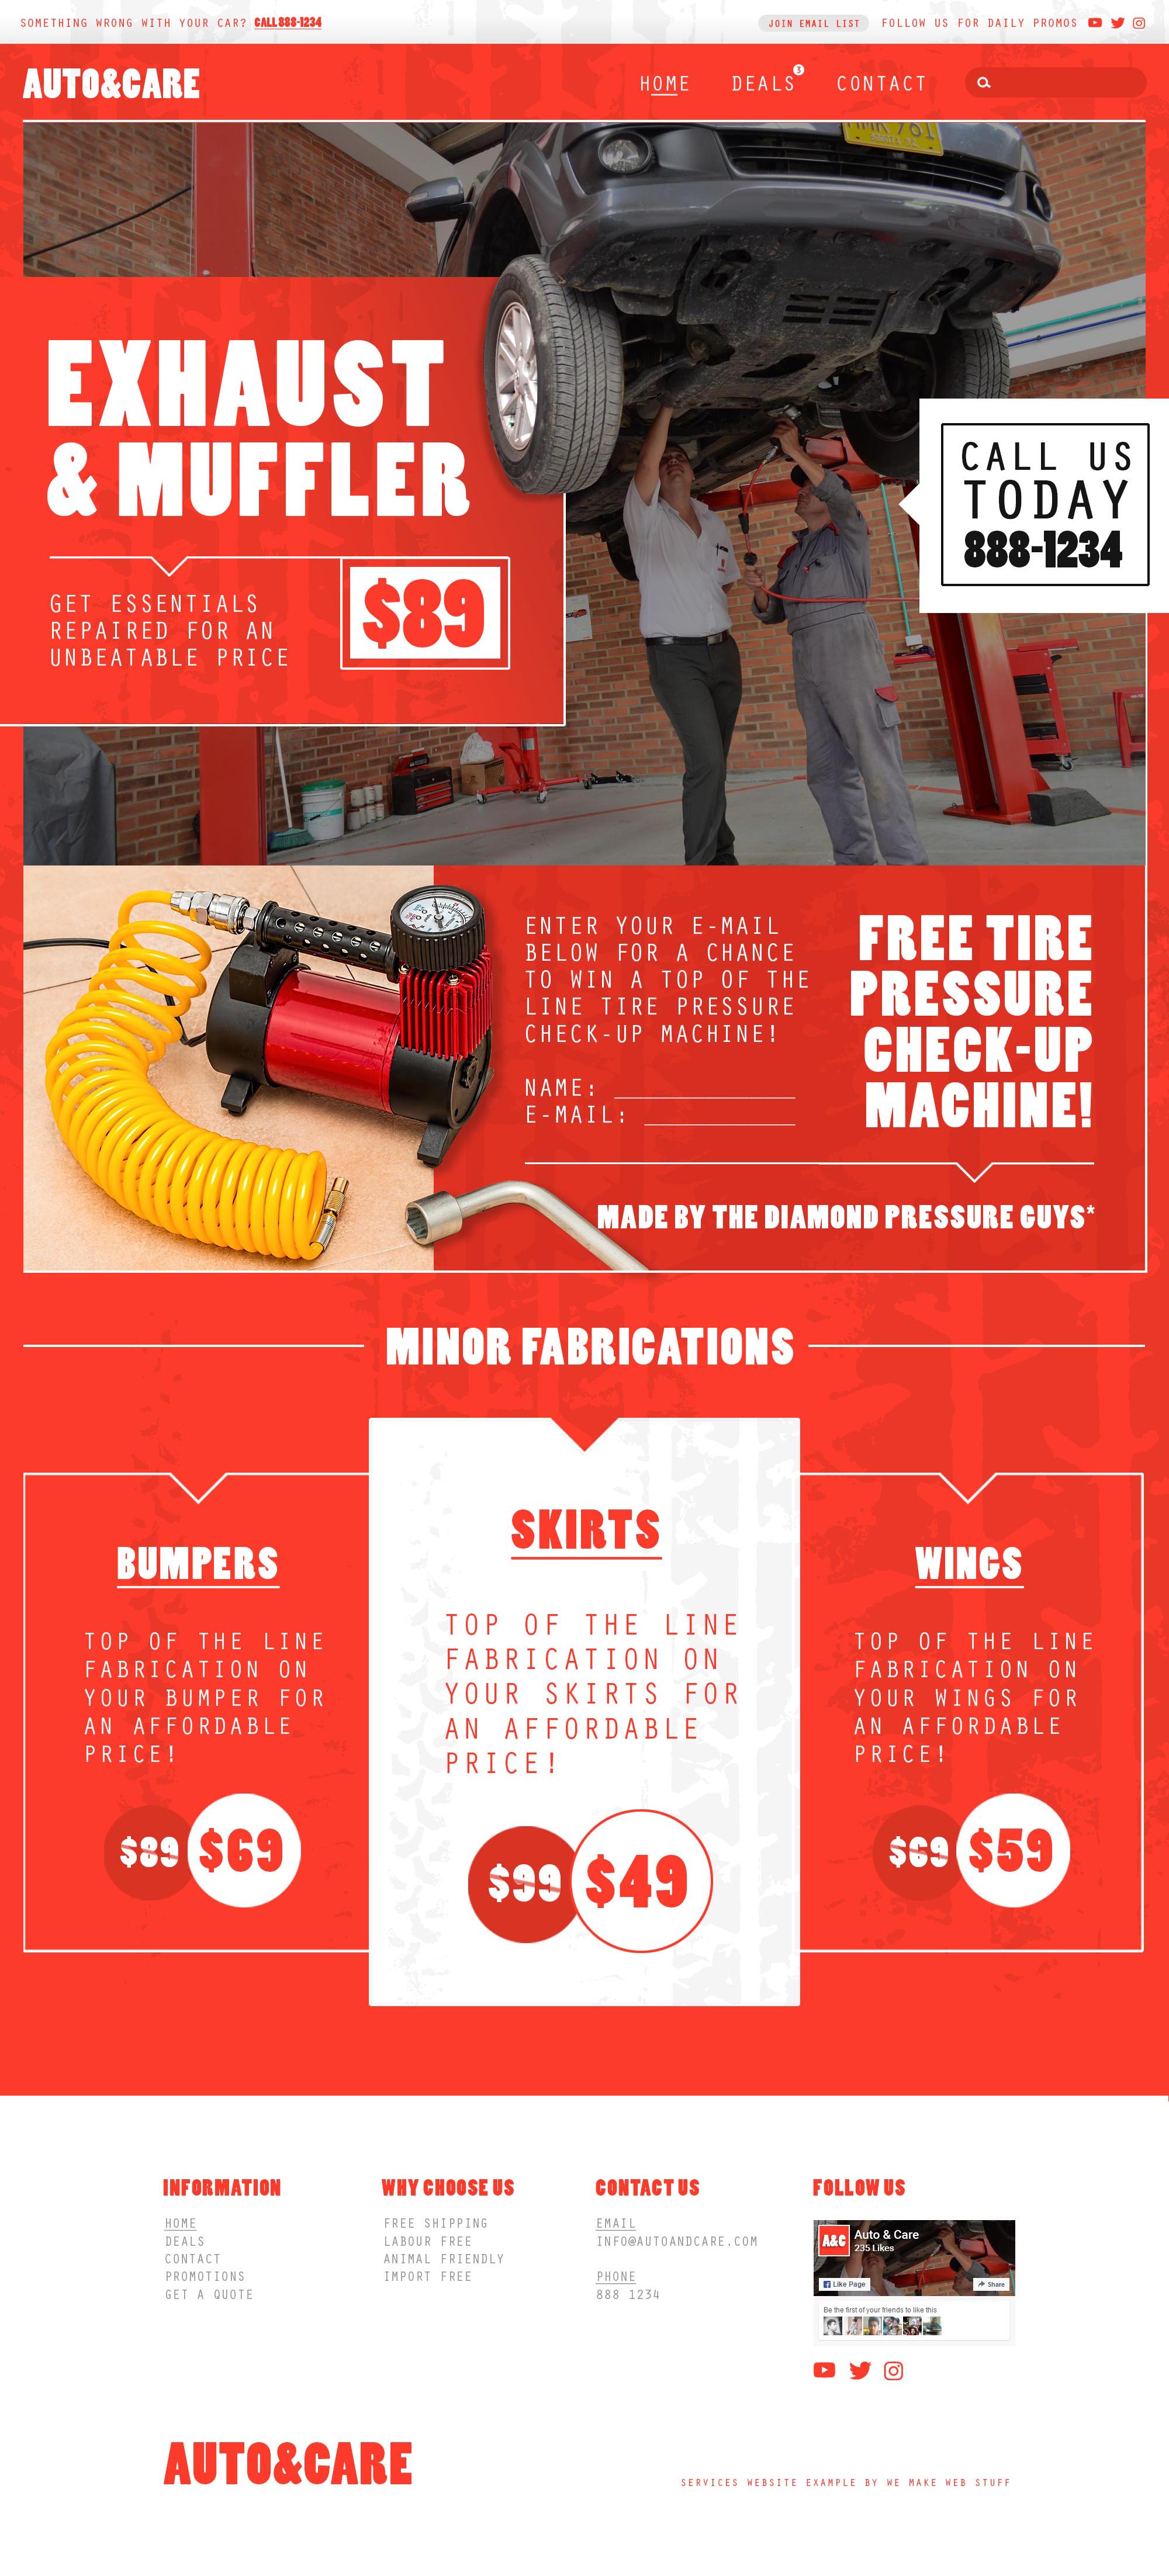 SOMETHING WRONG WITH YOUR CAR? CALL 888-1234
JOIN EMAIL LIST
FOLLOW US FOR DAILY PROMOS
AUTO&CARE
HOME
DEALS
3
CONTACT
EXHAUST
& MUFFLER
GET ESSENTIALS
REPAIRED FOR AN
UNBEATABLE PRICE
$89
CALL US
TODAY
888-1234
ENTER YOUR E-MAIL
BELOW FOR A CHANCE
TO WIN A TOP OF THE
LINE TIRE PRESSURE
CHECK-UP MACHINE!
NAME:
E-MAIL:
FREE TIRE
PRESSURE
CHECK-UP
MACHINE!
MADE BY THE DIAMOND PRESSURE GUYS*
MINOR FABRICATIONS
BUMPERS
TOP OF THE LINE
FABRICATION ON
YOUR BUMPER FOR
AN AFFORDABLE
PRICE!
$89 $69
SKIRTS
TOP OF THE LINE
FABRICATION ON
YOUR SKIRTS FOR
AN AFFORDABLE
PRICE!
$99 $49
WINGS
TOP OF THE LINE
FABRICATION ON
YOUR WINGS FOR
AN AFFORDABLE
PRICE!
$69 $59
INFORMATION
HOME
DEALS
CONTACT
PROMOTIONS
GET A QUOTE
WHY CHOOSE US
FREE SHIPPING
LABOUR FREE
ANIMAL FRIENDLY
IMPORT FREE
CONTACT US
EMAIL
INFO@AUTOANDCARE.COM
PHONE
888 1234
FOLLOW US
A&C
Auto & Care
235 Likes
Like Page
Share
Be the first of your friends to like this
AUTO&CARE
SERVICES WEBSITE EXAMPLE BY WE MAKE WEB STUFF